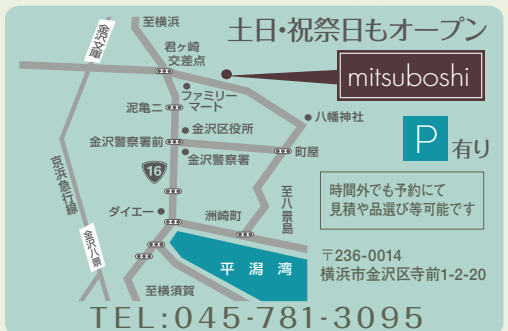 至横浜
土日・祝祭日もオープン
金沢文庫
君ヶ崎
交差点
mitsuboshi
ファミリー
マート
泥亀二
八幡神社
金沢区役所
P 有り
金沢警察署前
町屋
金沢警察署
16
京浜急行線
時間外でも予約にて
見積や品選び等可能です
至八景島
ダイエー
洲崎町
金沢八景
平潟湾
〒236-0014
横浜市金沢区寺前1-2-20
至横須賀
TEL:045-781-3095